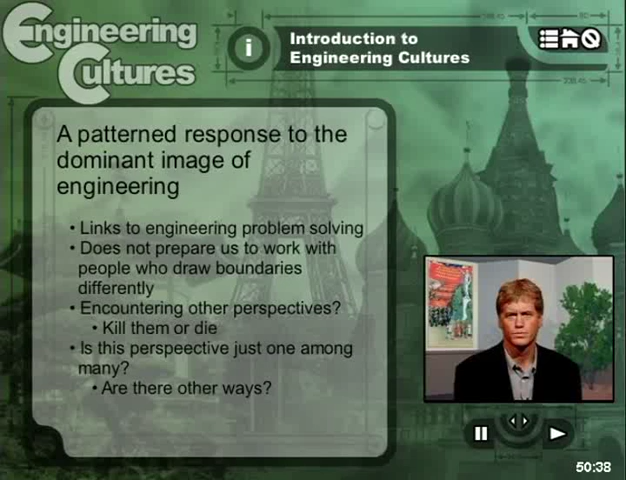 Engineering
Cultures
i
Introduction to
Engineering Cultures
A patterned response to the
dominant image of
engineering
• Links to engineering problem solving
• Does not prepare us to work with
people who draw boundaries
differently
• Encountering other perspectives?
• Kill them or die
• Is this perspeective just one among
many?
• Are there other ways?
50:38